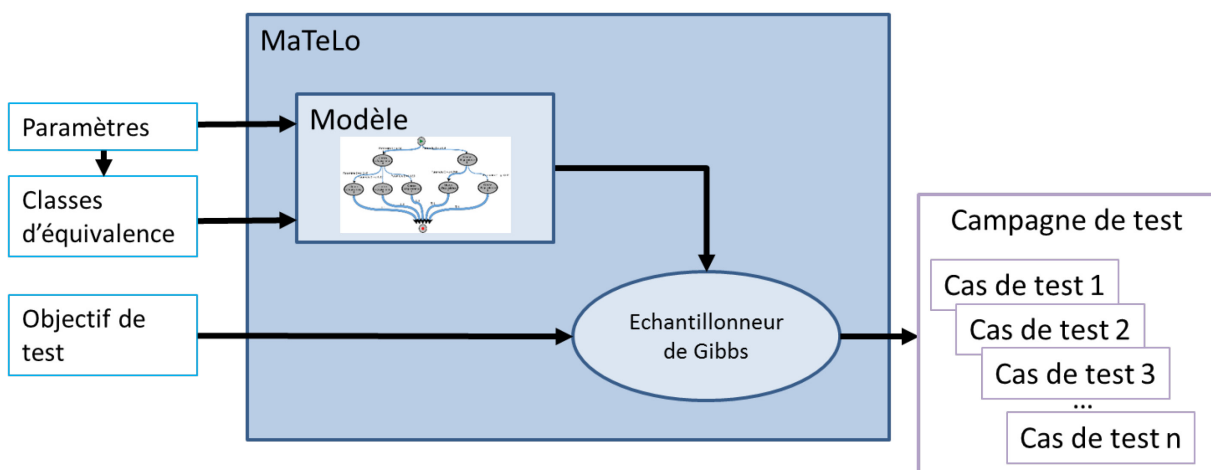 MaTeLo
Paramètres
Modèle
Classes
d'équivalence
Objectif de
test
Echantillonneur
de Gibbs
Campagne de test
Cas de test 1
Cas de test 2
Cas de test 3
...
Cas de test n